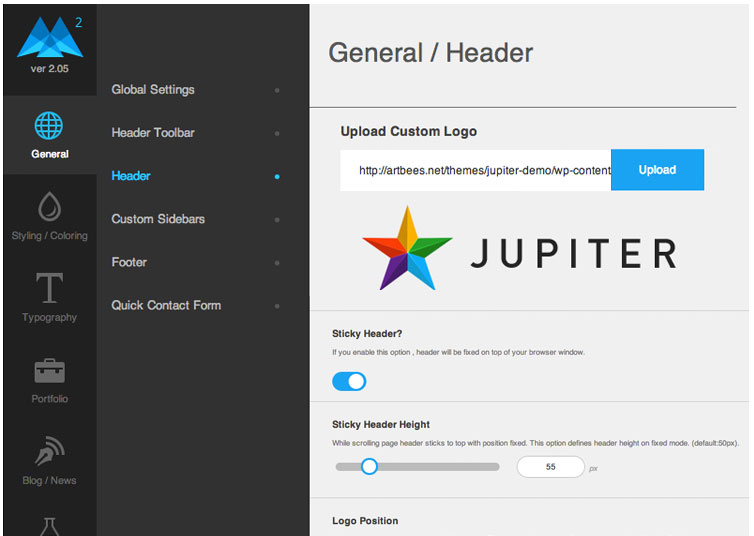 2
ver 2.05
General
Styling / Coloring
Typography
Portfolio
Blog / News
Global Settings
Header Toolbar
Header
Custom Sidebars
Footer
Quick Contact Form
General / Header
Upload Custom Logo
http://artbees.net/themes/jupiter-demo/wp-content
Upload
JUPITER
Sticky Header?
If you enable this option , header will be fixed on top of your browser window.
Sticky Header Height
While scrolling page header sticks to top with position fixed. This option defines header height on fixed mode. (default:50px).
55
px
Logo Position